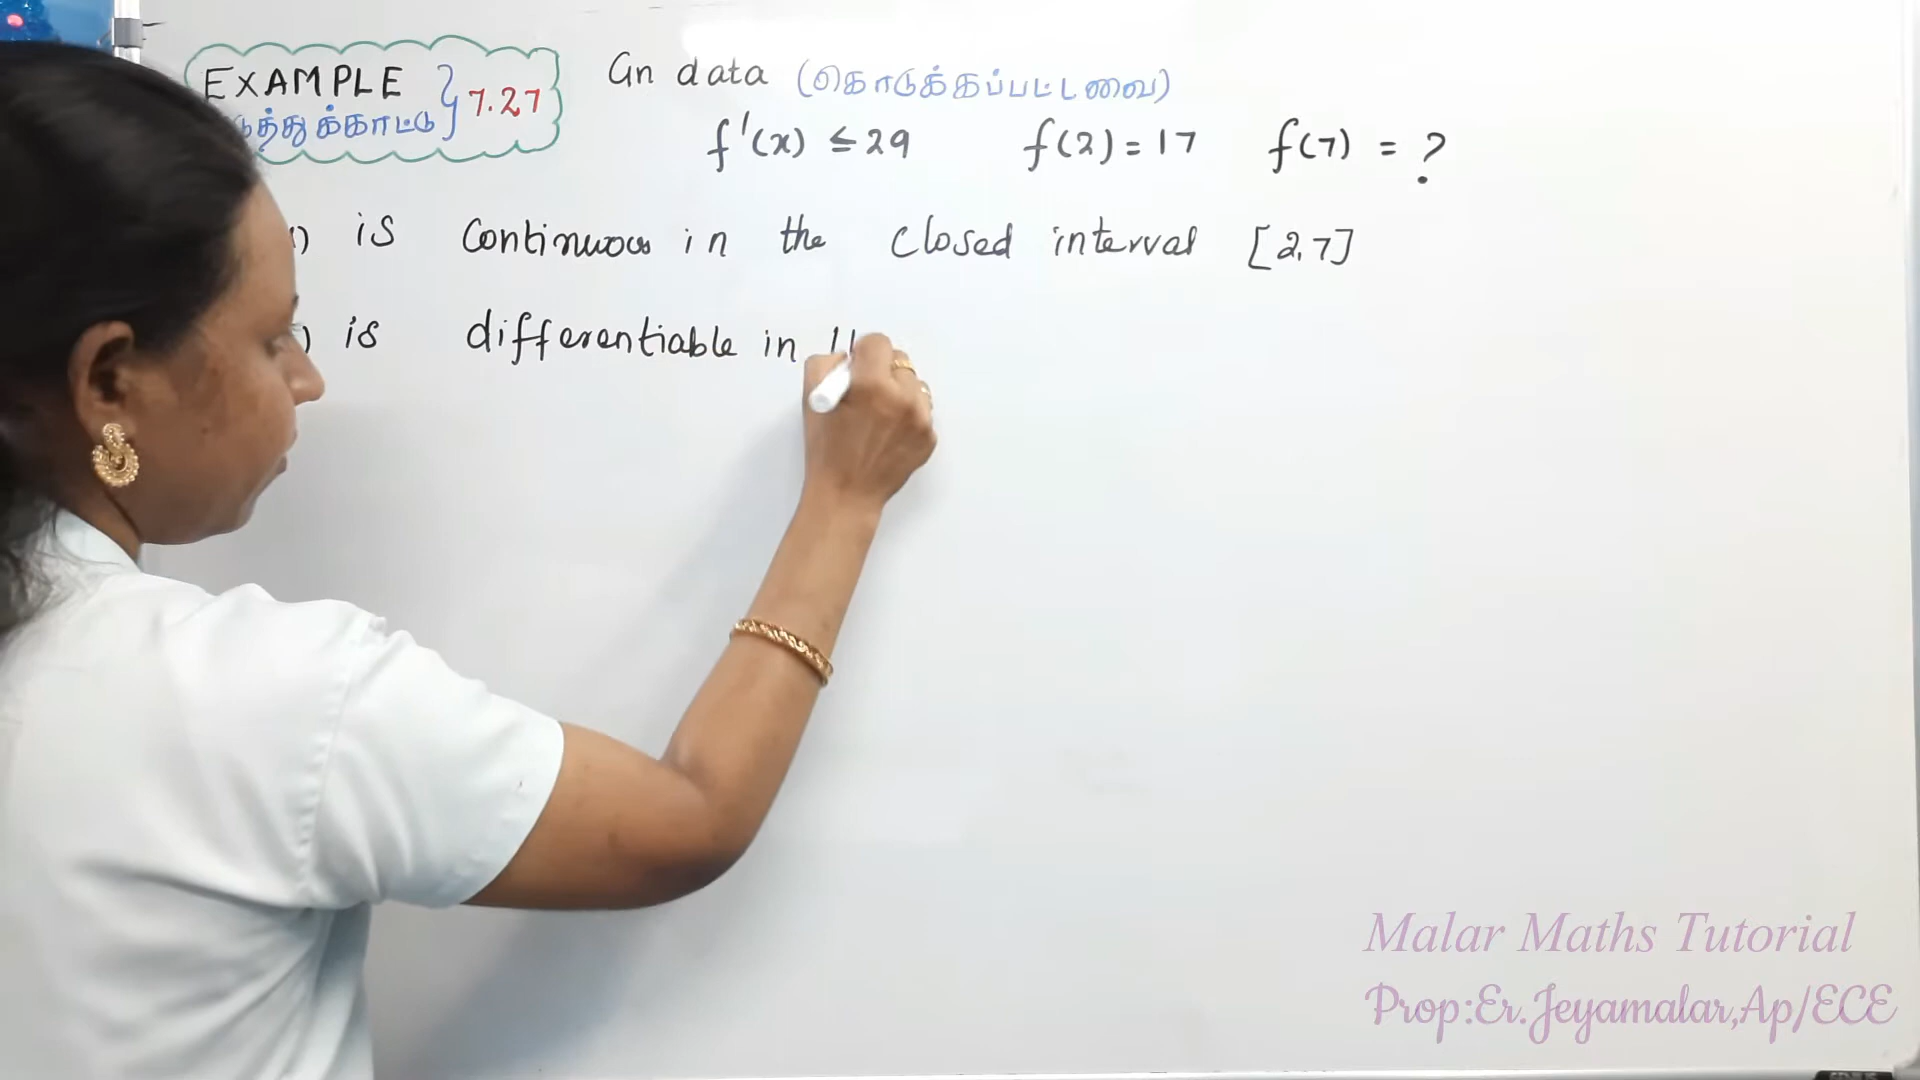 EXAMPLE 7.27
Gn data (கொடுக்கப்பட்டவை)
f'(x) ≤ 29 f(2) = 17 f(7) = ?
is continuous in the closed interval [2,7]
is differentiable in
Malar Maths Tutorial
Prop:Er.Jeyamalar,Ap/ECE